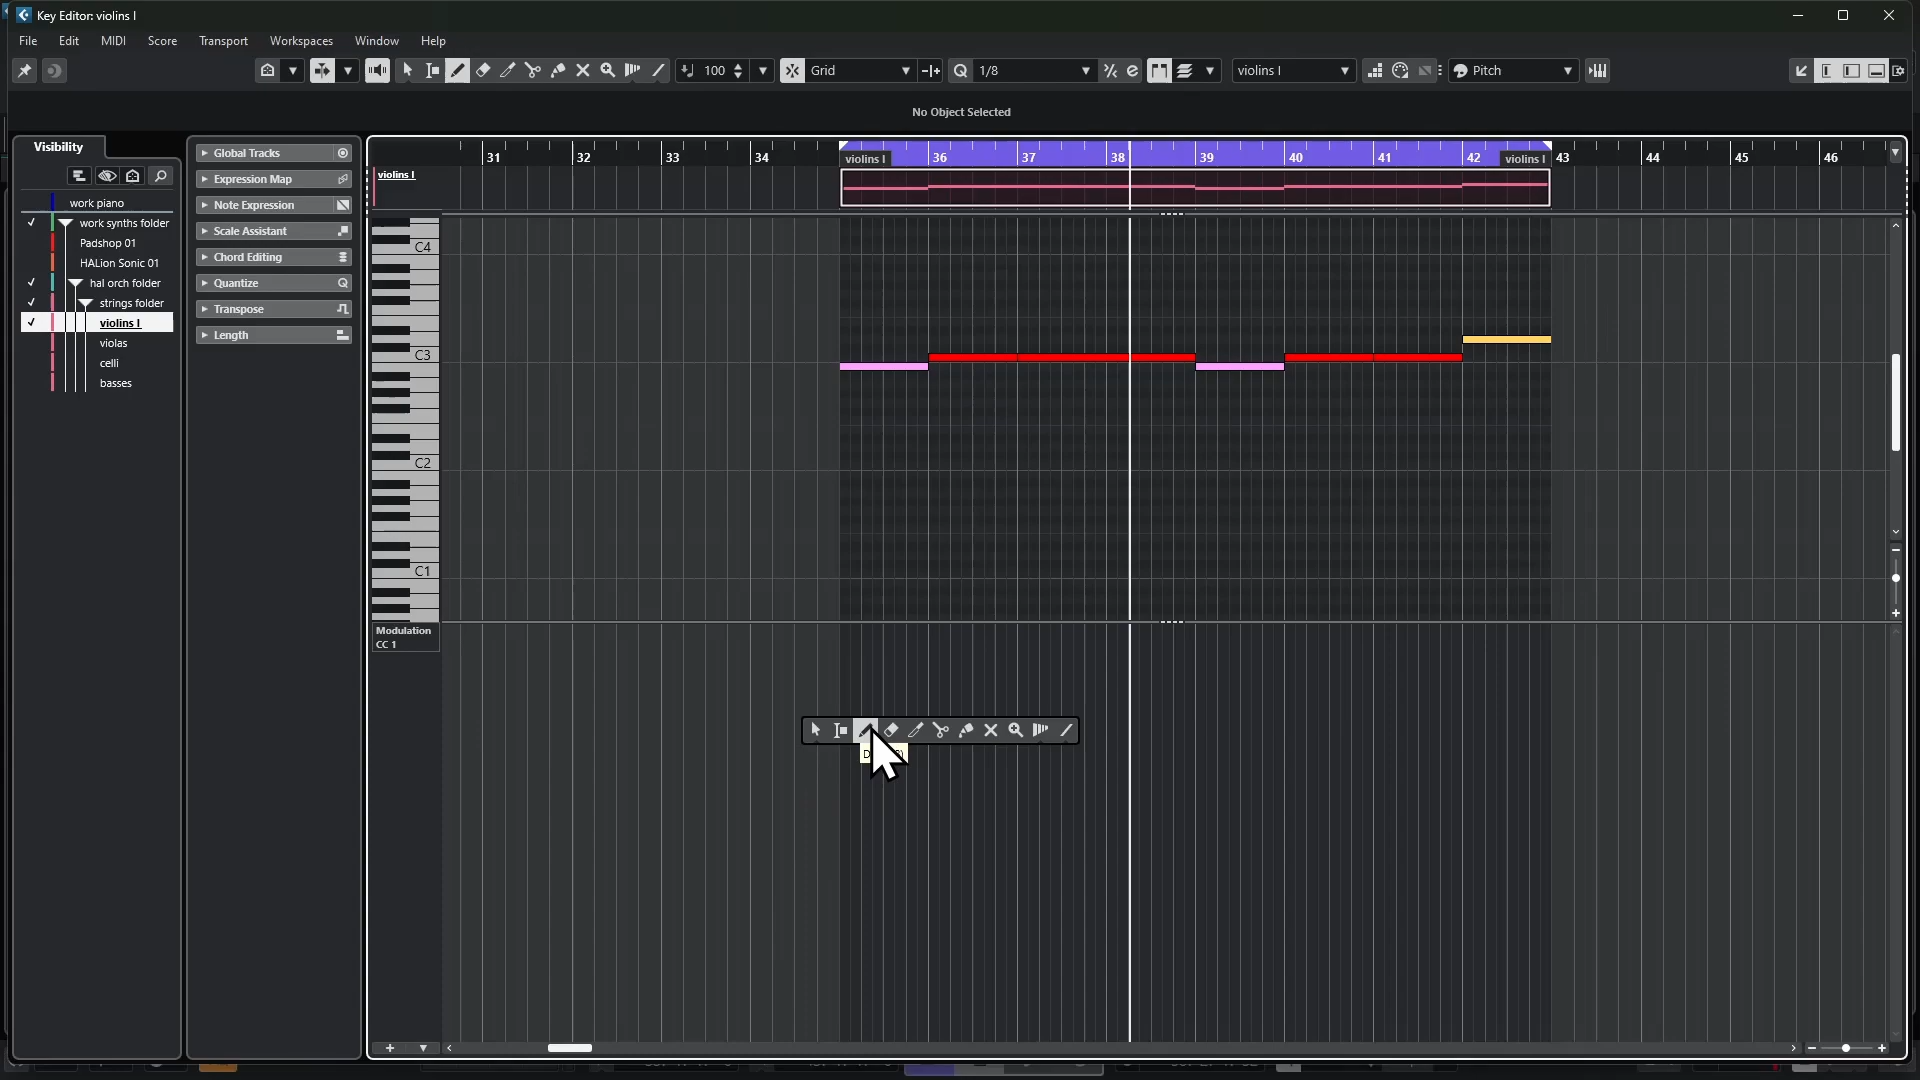 Key Editor: violins I
File Edit MIDI Score Transport Workspaces Window Help
100 Grid 1/8 violins I Pitch
No Object Selected
Visibility
work piano
work synths folder
Padshop 01
HALion Sonic 01
hal orch folder
strings folder
violins I
violas
celli
basses
Global Tracks
Expression Map
Note Expression
Scale Assistant
Chord Editing
Quantize
Transpose
Length
31 32 33 34 36 37 38 39 40 41 42 43 44 45 46
violins I violins I
violins I
C4
C3
C2
C1
Modulation
CC 1